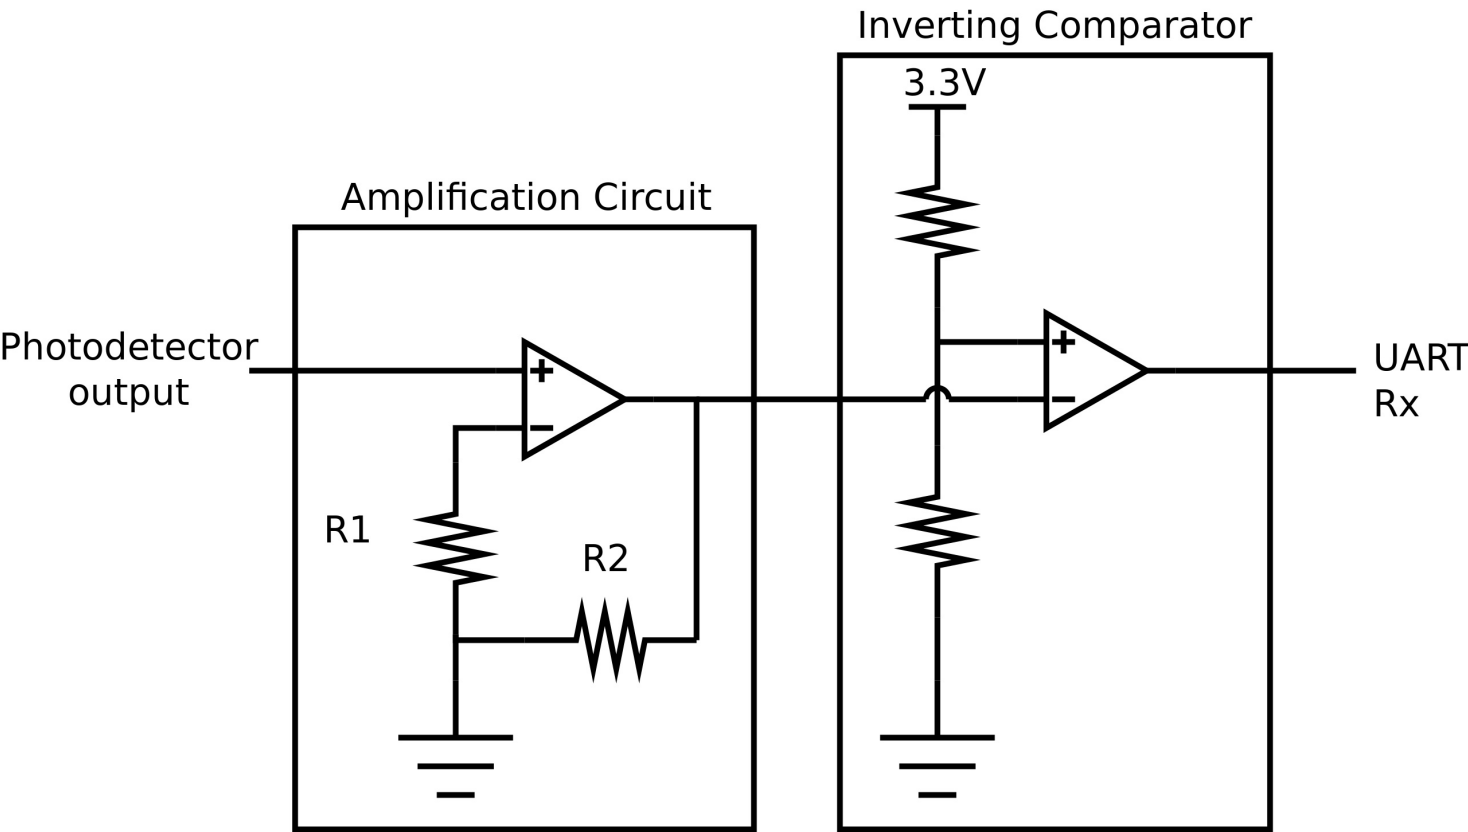 Inverting Comparator
3.3V
Amplification Circuit
Photodetector
output
+
−
+
−
UART
Rx
R1
R2